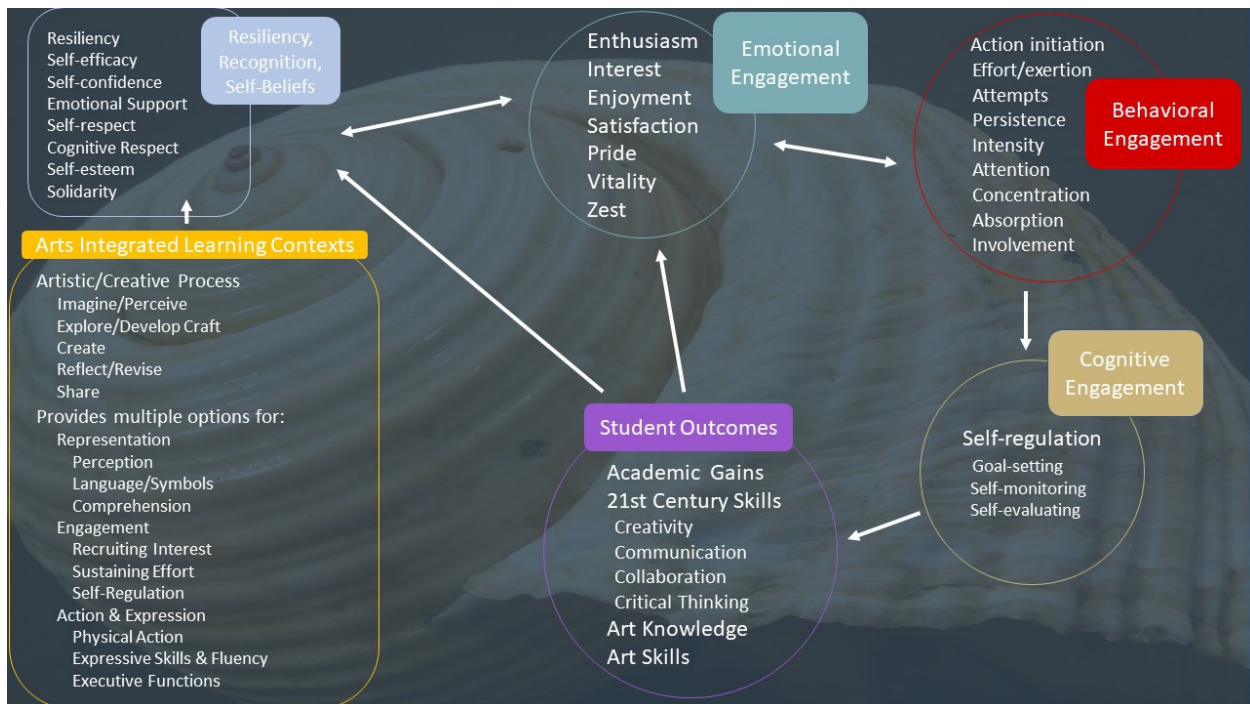 Resiliency
Self-efficacy
Self-confidence
Emotional Support
Self-respect
Cognitive Respect
Self-esteem
Solidarity
Resiliency,
Recognition,
Self-Beliefs
Arts Integrated Learning Contexts
Artistic/Creative Process
Imagine/Perceive
Explore/Develop Craft
Create
Reflect/Revise
Share
Provides multiple options for:
Representation
Perception
Language/Symbols
Comprehension
Engagement
Recruiting Interest
Sustaining Effort
Self-Regulation
Action & Expression
Physical Action
Expressive Skills & Fluency
Executive Functions
Enthusiasm
Interest
Enjoyment
Satisfaction
Pride
Vitality
Zest
Emotional
Engagement
Action initiation
Effort/exertion
Attempts
Persistence
Intensity
Attention
Concentration
Absorption
Involvement
Behavioral
Engagement
Cognitive
Engagement
Self-regulation
Goal-setting
Self-monitoring
Self-evaluating
Student Outcomes
Academic Gains
21st Century Skills
Creativity
Communication
Collaboration
Critical Thinking
Art Knowledge
Art Skills